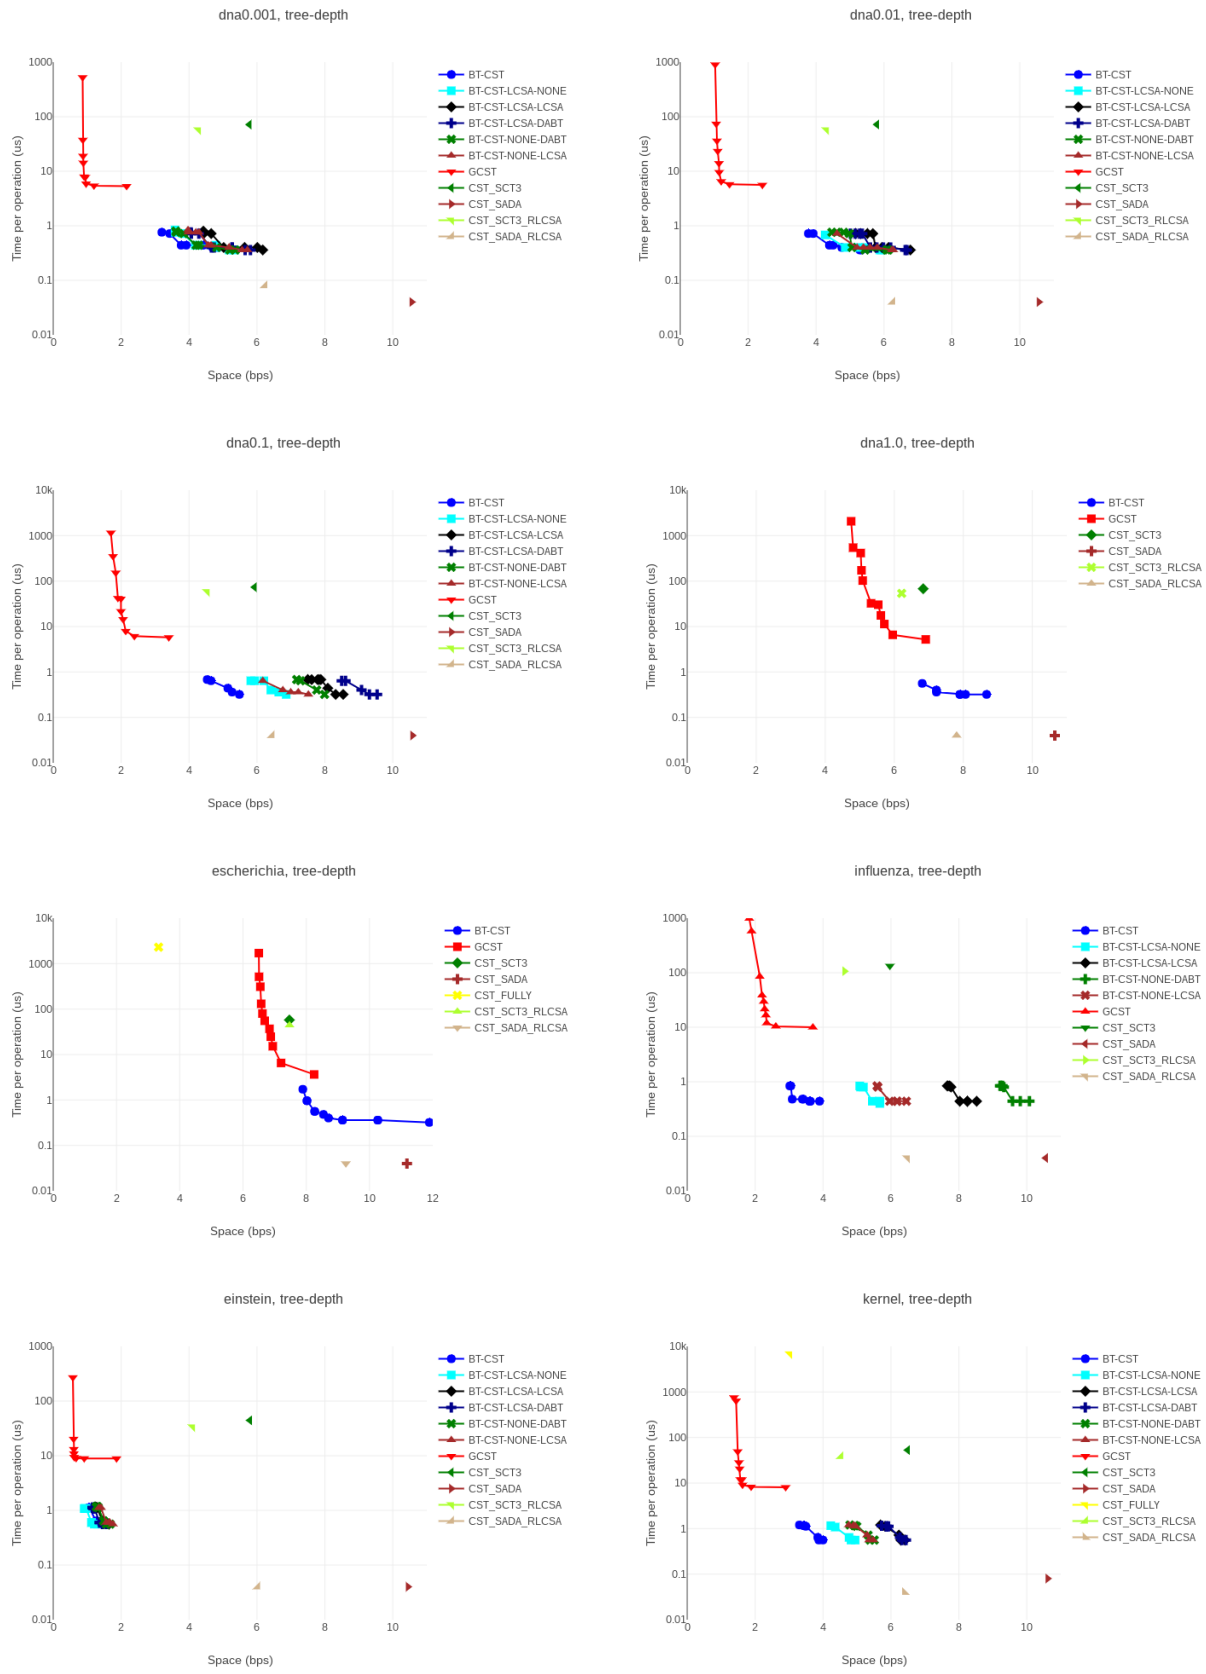 dna0.001, tree-depth
Time per operation (us)
1000
100
10
1
0.1
0.01
0
2
4
6
8
10
Space (bps)
BT-CST
BT-CST-LCSA-NONE
BT-CST-LCSA-LCSA
BT-CST-LCSA-DABT
BT-CST-NONE-DABT
BT-CST-NONE-LCSA
GCST
CST_SCT3
CST_SADA
CST_SCT3_RLCSA
CST_SADA_RLCSA
dna0.01, tree-depth
Time per operation (us)
1000
100
10
1
0.1
0.01
0
2
4
6
8
10
Space (bps)
BT-CST
BT-CST-LCSA-NONE
BT-CST-LCSA-LCSA
BT-CST-LCSA-DABT
BT-CST-NONE-DABT
BT-CST-NONE-LCSA
GCST
CST_SCT3
CST_SADA
CST_SCT3_RLCSA
CST_SADA_RLCSA
dna0.1, tree-depth
Time per operation (us)
10k
1000
100
10
1
0.1
0.01
0
2
4
6
8
10
Space (bps)
BT-CST
BT-CST-LCSA-NONE
BT-CST-LCSA-LCSA
BT-CST-LCSA-DABT
BT-CST-NONE-DABT
BT-CST-NONE-LCSA
GCST
CST_SCT3
CST_SADA
CST_SCT3_RLCSA
CST_SADA_RLCSA
dna1.0, tree-depth
Time per operation (us)
10k
1000
100
10
1
0.1
0.01
0
2
4
6
8
10
Space (bps)
BT-CST
GCST
CST_SCT3
CST_SADA
CST_SCT3_RLCSA
CST_SADA_RLCSA
escherichia, tree-depth
Time per operation (us)
10k
1000
100
10
1
0.1
0.01
0
2
4
6
8
10
12
Space (bps)
BT-CST
GCST
CST_SCT3
CST_SADA
CST_FULLY
CST_SCT3_RLCSA
CST_SADA_RLCSA
influenza, tree-depth
Time per operation (us)
1000
100
10
1
0.1
0.01
0
2
4
6
8
10
Space (bps)
BT-CST
BT-CST-LCSA-NONE
BT-CST-LCSA-LCSA
BT-CST-NONE-DABT
BT-CST-NONE-LCSA
GCST
CST_SCT3
CST_SADA
CST_SCT3_RLCSA
CST_SADA_RLCSA
einstein, tree-depth
Time per operation (us)
1000
100
10
1
0.1
0.01
0
2
4
6
8
10
Space (bps)
BT-CST
BT-CST-LCSA-NONE
BT-CST-LCSA-LCSA
BT-CST-LCSA-DABT
BT-CST-NONE-DABT
BT-CST-NONE-LCSA
GCST
CST_SCT3
CST_SADA
CST_SCT3_RLCSA
CST_SADA_RLCSA
kernel, tree-depth
Time per operation (us)
10k
1000
100
10
1
0.1
0.01
0
2
4
6
8
10
Space (bps)
BT-CST
BT-CST-LCSA-NONE
BT-CST-LCSA-LCSA
BT-CST-LCSA-DABT
BT-CST-NONE-DABT
BT-CST-NONE-LCSA
GCST
CST_SCT3
CST_SADA
CST_FULLY
CST_SCT3_RLCSA
CST_SADA_RLCSA